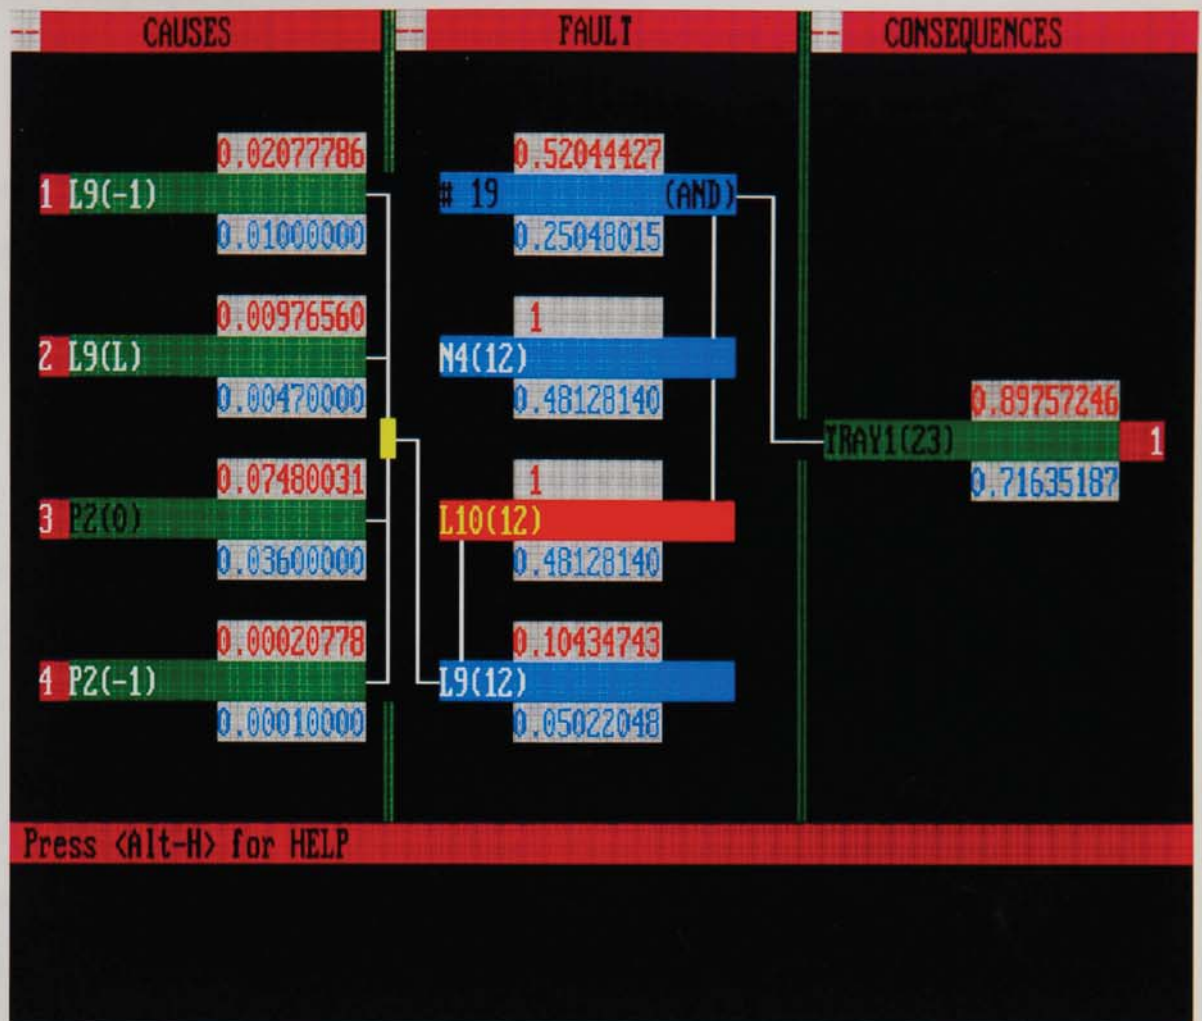 -- CAUSES -- FAULT -- CONSEQUENCES
0.02077786
1 L9(-1)
0.01000000
0.00976560
2 L9(L)
0.00470000
0.07480031
3 P2(0)
0.03600000
0.00020778
4 P2(-1)
0.00010000
0.52044427
# 19 (AND)
0.25048015
1
N4(12)
0.48128140
1
L10(12)
0.48128140
0.10434743
L9(12)
0.05022048
0.89757246
TRAY1(23) 1
0.71635187
Press <Alt-H> for HELP